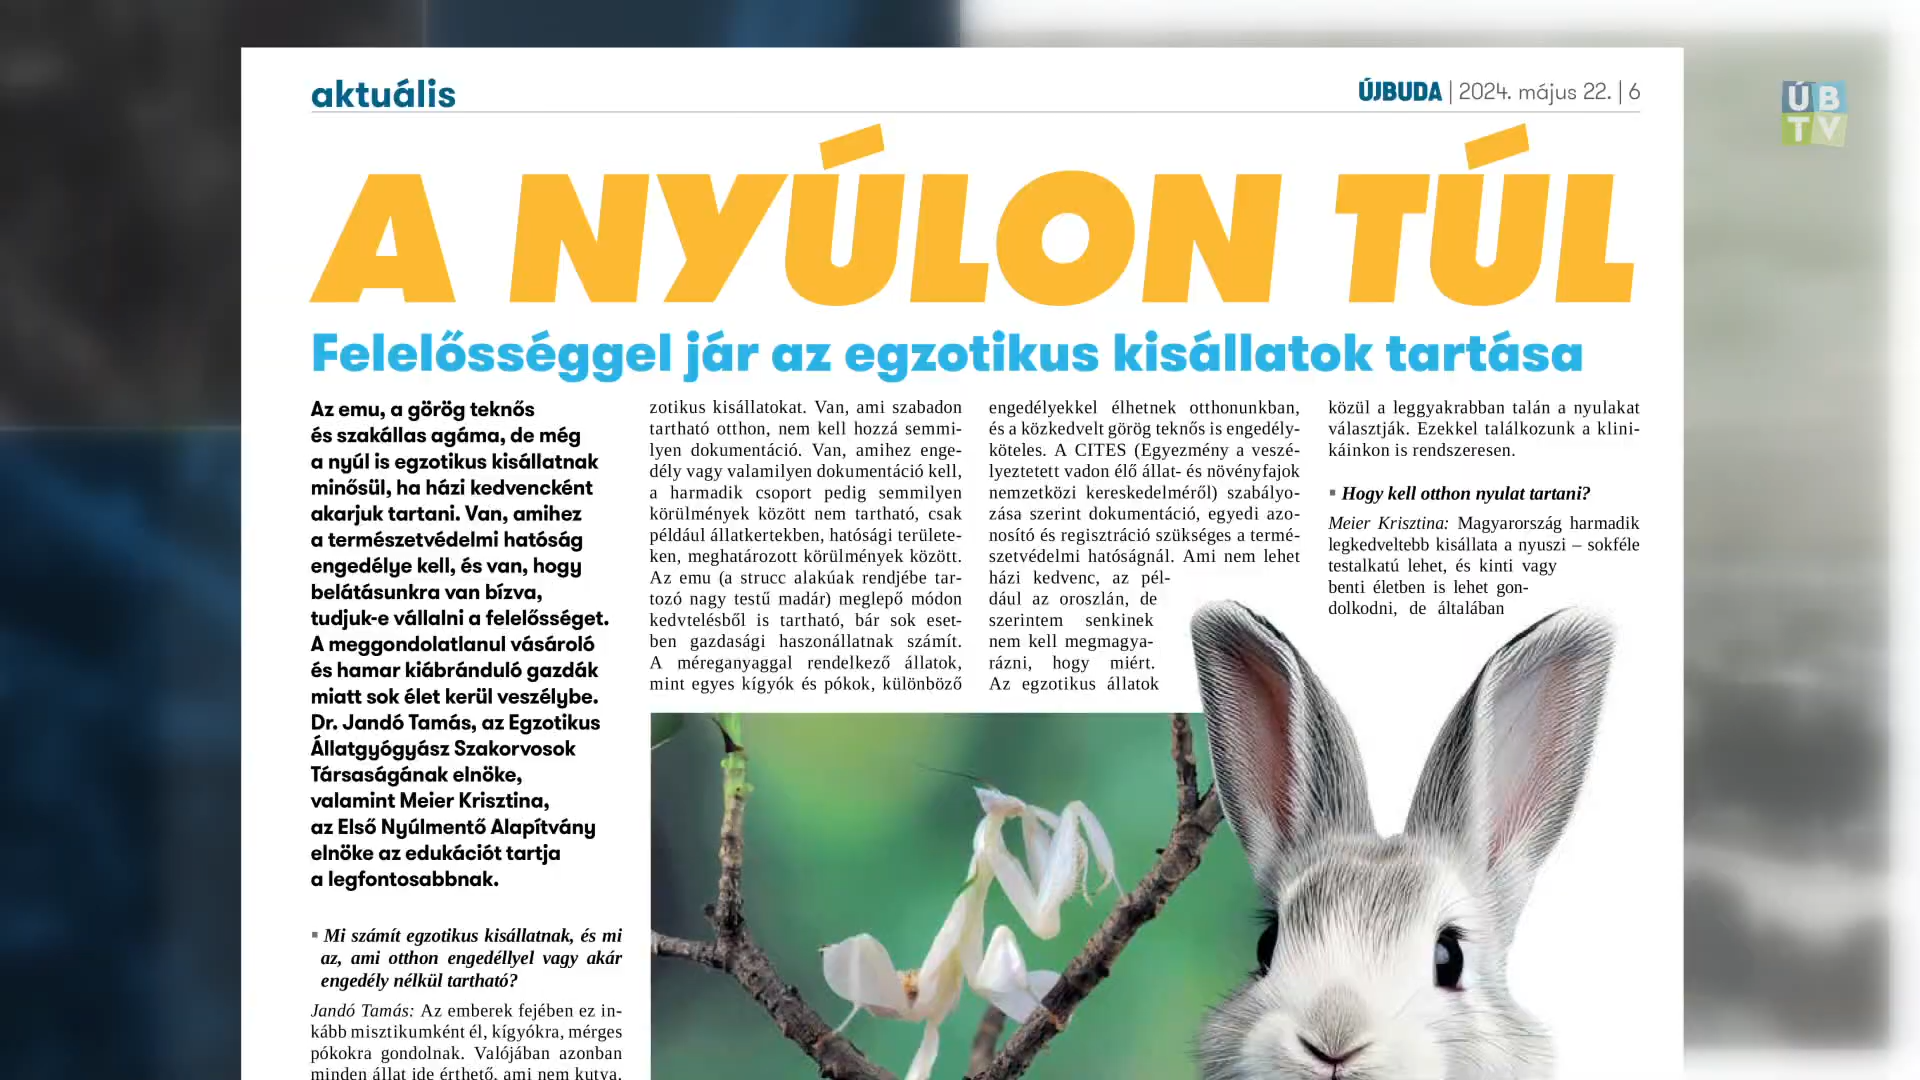 aktuális
ÚJBUDA | 2024. május 22. | 6
ÚB
TV
A NYÚLON TÚL
Felelősséggel jár az egzotikus kisállatok tartása
Az emu, a görög teknős
és szakállas agáma, de még
a nyúl is egzotikus kisállatnak
minősül, ha házi kedvencként
akarjuk tartani. Van, amihez
a természetvédelmi hatóság
engedélye kell, és van, hogy
belátásunkra van bízva,
tudjuk-e vállalni a felelősséget.
A meggondolatlanul vásároló
és hamar kiábránduló gazdák
miatt sok élet kerül veszélybe.
Dr. Jandó Tamás, az Egzotikus
Állatgyógyász Szakorvosok
Társaságának elnöke,
valamint Meier Krisztina,
az Első Nyúlmentő Alapítvány
elnöke az edukációt tartja
a legfontosabbnak.
▪ Mi számít egzotikus kisállatnak, és mi
az, ami otthon engedéllyel vagy akár
engedély nélkül tartható?
Jandó Tamás: Az emberek fejében ez in-
kább misztikumként él, kígyókra, mérges
pókokra gondolnak. Valójában azonban
minden állat ide érthető, ami nem kutya,
zotikus kisállatokat. Van, ami szabadon
tartható otthon, nem kell hozzá semmi-
lyen dokumentáció. Van, amihez enge-
dély vagy valamilyen dokumentáció kell,
a harmadik csoport pedig semmilyen
körülmények között nem tartható, csak
például állatkertekben, hatósági területe-
ken, meghatározott körülmények között.
Az emu (a strucc alakúak rendjébe tar-
tozó nagy testű madár) meglepő módon
kedvtelésből is tartható, bár sok eset-
ben gazdasági haszonállatnak számít.
A méreganyaggal rendelkező állatok,
mint egyes kígyók és pókok, különböző
engedélyekkel élhetnek otthonunkban,
és a közkedvelt görög teknős is engedély-
köteles. A CITES (Egyezmény a veszé-
lyeztetett vadon élő állat- és növényfajok
nemzetközi kereskedelméről) szabályo-
zása szerint dokumentáció, egyedi azo-
nosító és regisztráció szükséges a termé-
szetvédelmi hatóságnál. Ami nem lehet
házi kedvenc, az pél-
dául az oroszlán, de
szerintem senkinek
nem kell megmagya-
rázni, hogy miért.
Az egzotikus állatok
közül a leggyakrabban talán a nyulakat
választják. Ezekkel találkozunk a klini-
káinkon is rendszeresen.
▪ Hogy kell otthon nyulat tartani?
Meier Krisztina: Magyarország harmadik
legkedveltebb kisállata a nyuszi – sokféle
testalkatú lehet, és kinti vagy
benti életben is lehet gon-
dolkodni, de általában